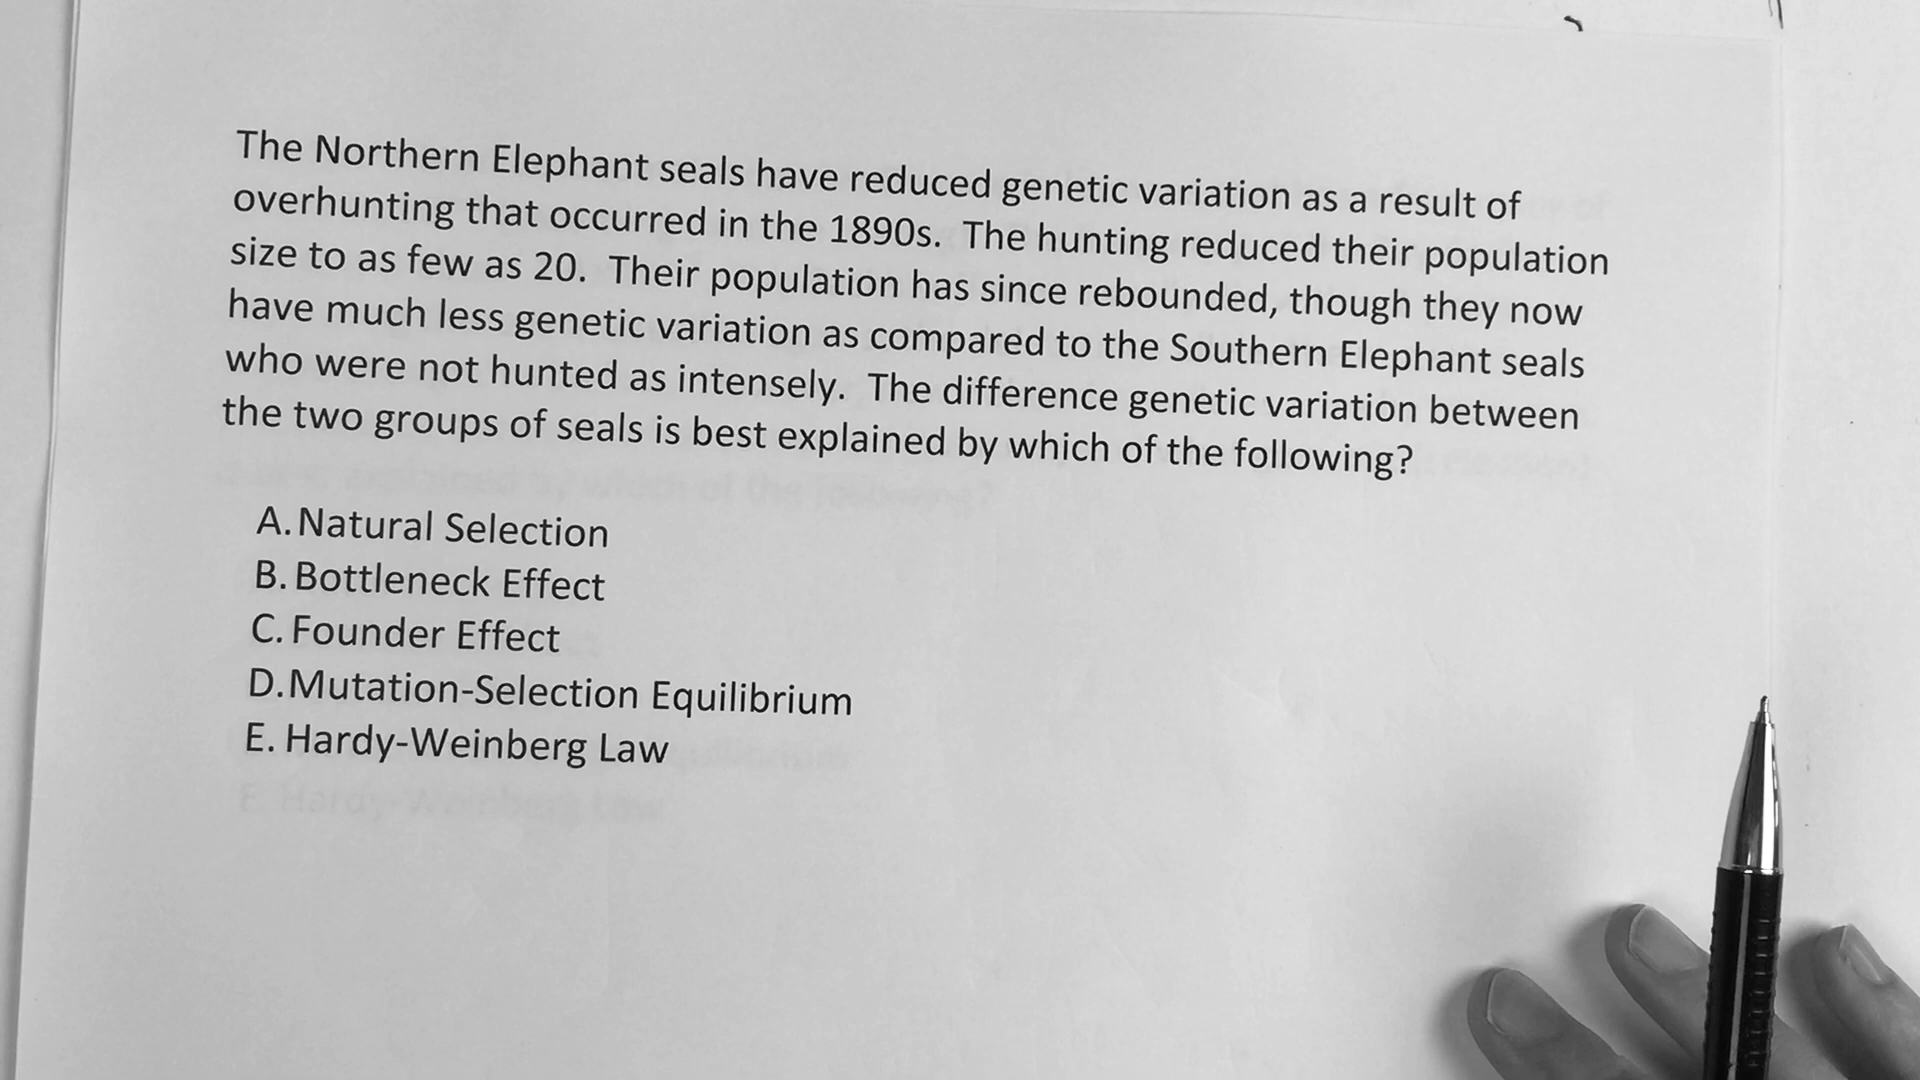 The Northern Elephant seals have reduced genetic variation as a result of
overhunting that occurred in the 1890s. The hunting reduced their population
size to as few as 20. Their population has since rebounded, though they now
have much less genetic variation as compared to the Southern Elephant seals
who were not hunted as intensely. The difference genetic variation between
the two groups of seals is best explained by which of the following?
A. Natural Selection
B. Bottleneck Effect
C. Founder Effect
D. Mutation-Selection Equilibrium
E. Hardy-Weinberg Law